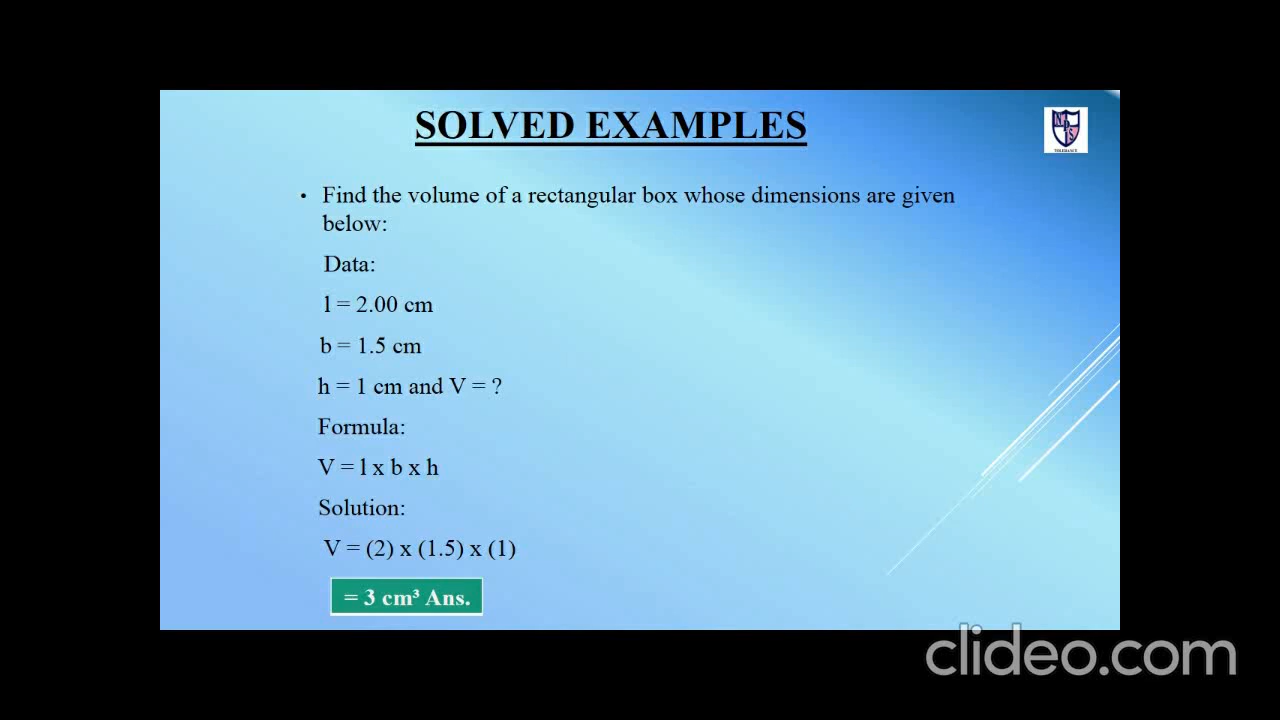 SOLVED EXAMPLES
• Find the volume of a rectangular box whose dimensions are given
below:
Data:
l = 2.00 cm
b = 1.5 cm
h = 1 cm and V = ?
Formula:
V = l x b x h
Solution:
V = (2) x (1.5) x (1)
= 3 cm³ Ans.
clideo.com